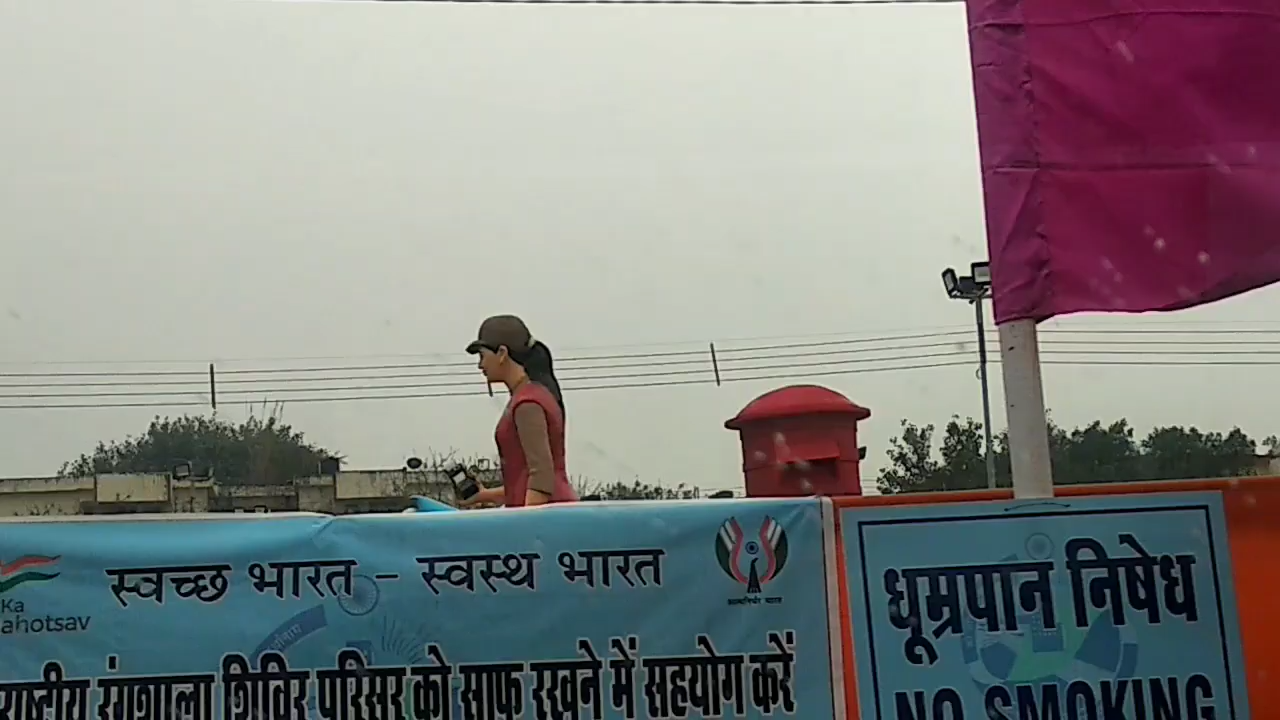 स्वच्छ भारत - स्वस्थ भारत
Ka
ahotsav
राष्ट्रीय रंगशाला शिविर परिसर को साफ रखने में सहयोग करें
धूम्रपान निषेध
NO SMOKING